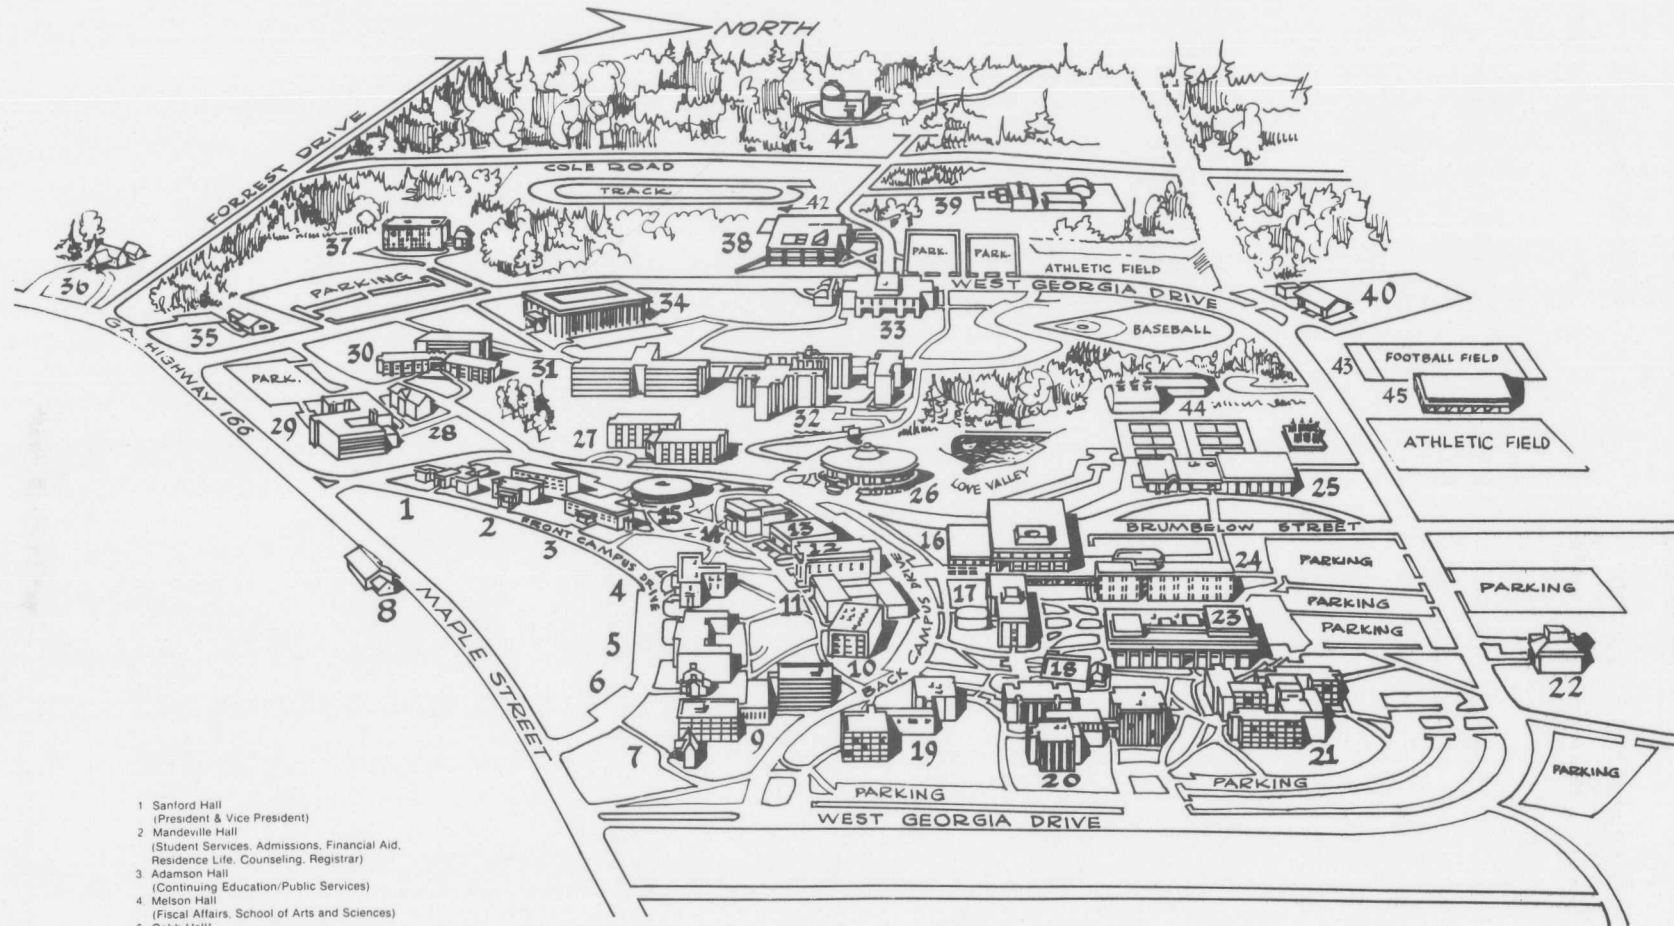 NORTH
41
FORREST DRIVE
COLE ROAD
TRACK
42
39
37
38
PARK.
PARK.
ATHLETIC FIELD
36
PARKING
WEST GEORGIA DRIVE
34
40
35
33
BASEBALL
GA. HIGHWAY 166
30
31
43
FOOTBALL FIELD
PARK.
45
32
44
29
28
27
ATHLETIC FIELD
LOVE VALLEY
26
25
1
2
15
3
FRONT CAMPUS DRIVE
14
13
12
16
BRUMBELOW STREET
24
PARKING
8
4
11
17
PARKING
PARKING
MAPLE STREET
5
23
PARKING
10
18
6
BACK CAMPUS DRIVE
22
7
9
19
20
21
PARKING
PARKING
PARKING
WEST GEORGIA DRIVE
1 Sanford Hall
(President & Vice President)
2 Mandeville Hall
(Student Services, Admissions, Financial Aid,
Residence Life, Counseling, Registrar)
3. Adamson Hall
(Continuing Education/Public Services)
4. Melson Hall
(Fiscal Affairs, School of Arts and Sciences)